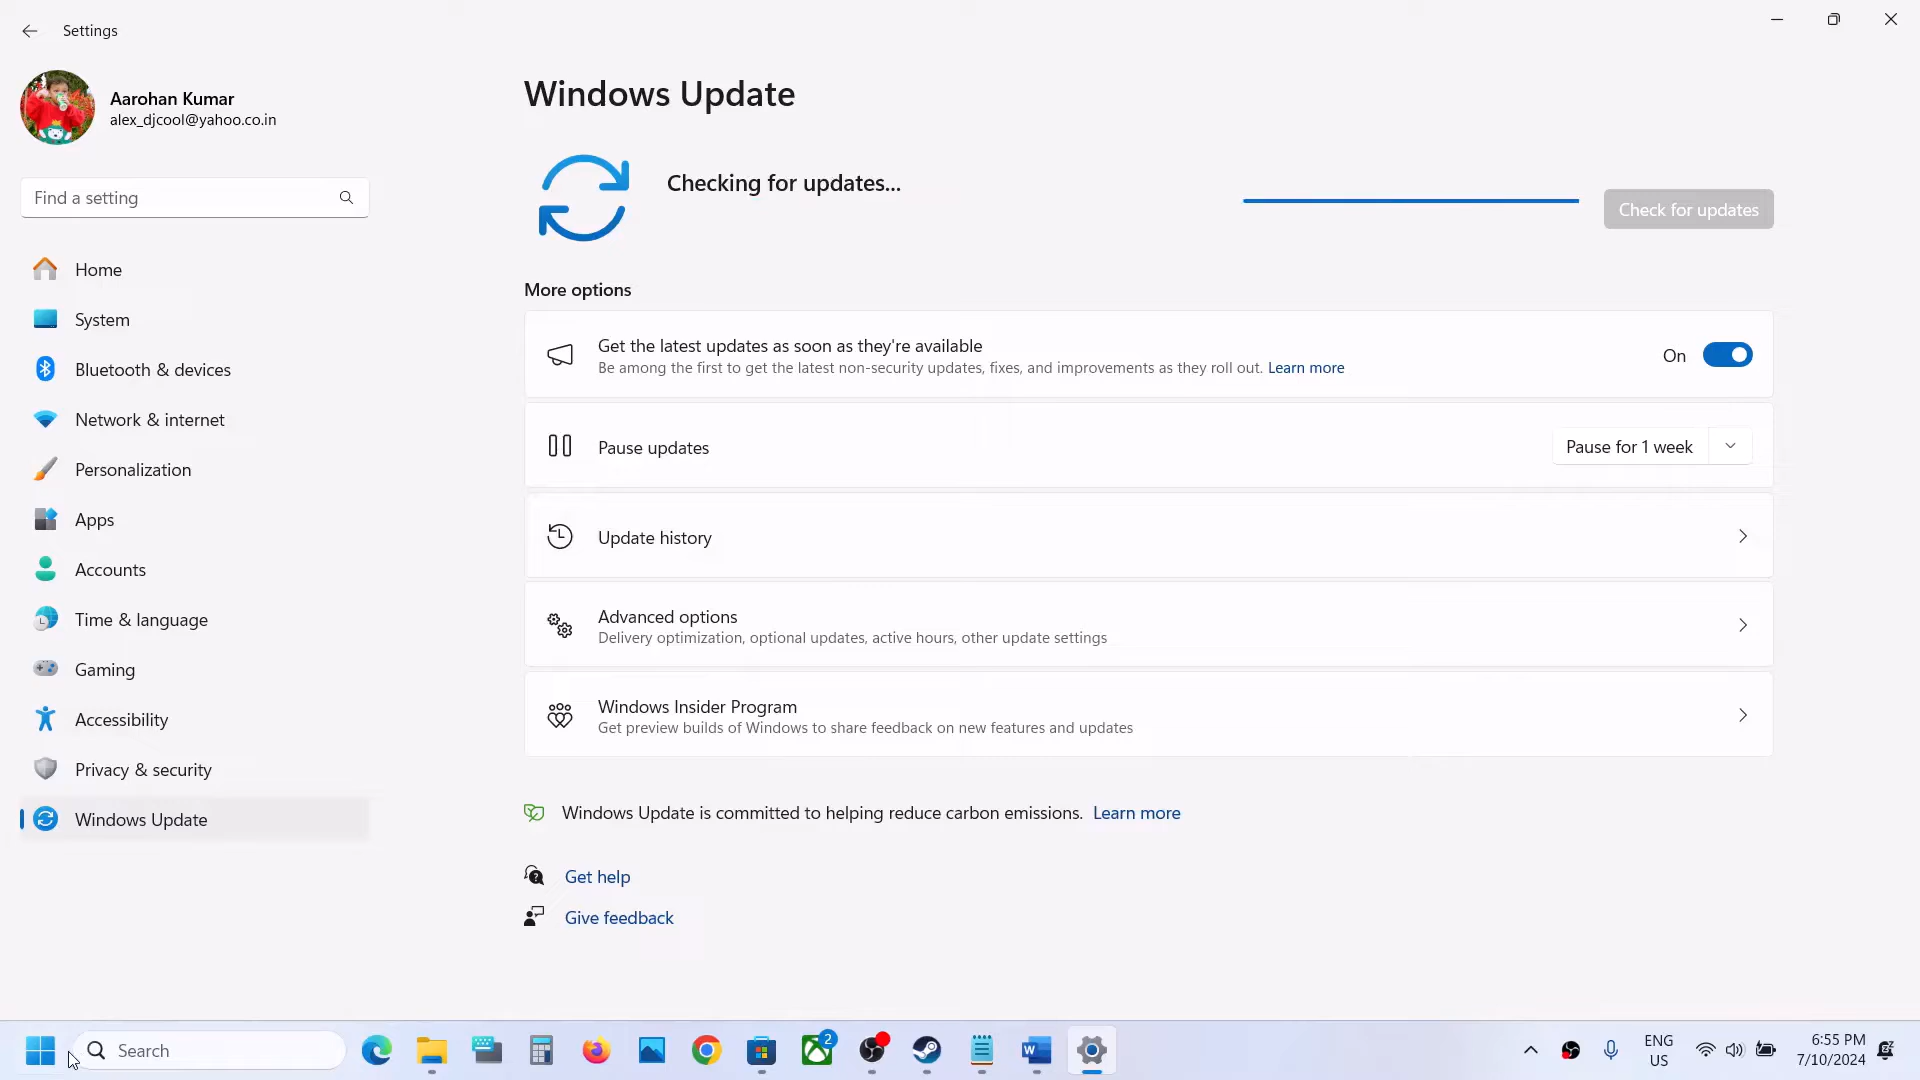 Settings
Aarohan Kumar
alex_djcool@yahoo.co.in
Find a setting
Home
System
Bluetooth & devices
Network & internet
Personalization
Apps
Accounts
Time & language
Gaming
Accessibility
Privacy & security
Windows Update
Windows Update
Checking for updates...
Check for updates
More options
Get the latest updates as soon as they're available
Be among the first to get the latest non-security updates, fixes, and improvements as they roll out. Learn more
On
Pause updates
Pause for 1 week
Update history
Advanced options
Delivery optimization, optional updates, active hours, other update settings
Windows Insider Program
Get preview builds of Windows to share feedback on new features and updates
Windows Update is committed to helping reduce carbon emissions. Learn more
Get help
Give feedback
Search
2
ENG
US
6:55 PM
7/10/2024